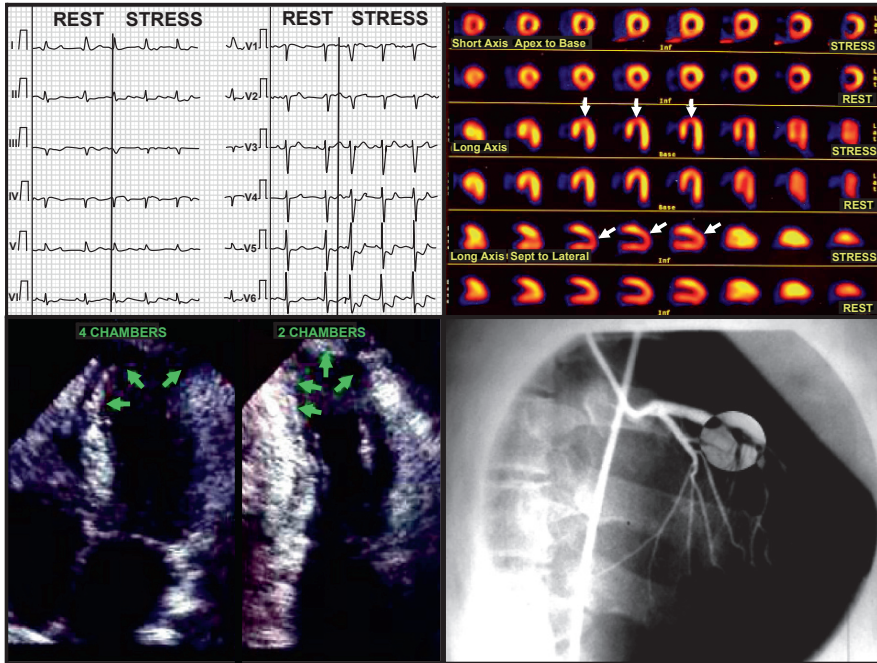 REST STRESS
REST STRESS
I
II
III
IV
V
VI
V1
V2
V3
V4
V5
V6
Short Axis Apex to Base
Inf
STRESS
Inf
REST
Long Axis
Base
STRESS
Base
REST
Long Axis Sept to Lateral
Inf
STRESS
Inf
REST
4 CHAMBERS
2 CHAMBERS